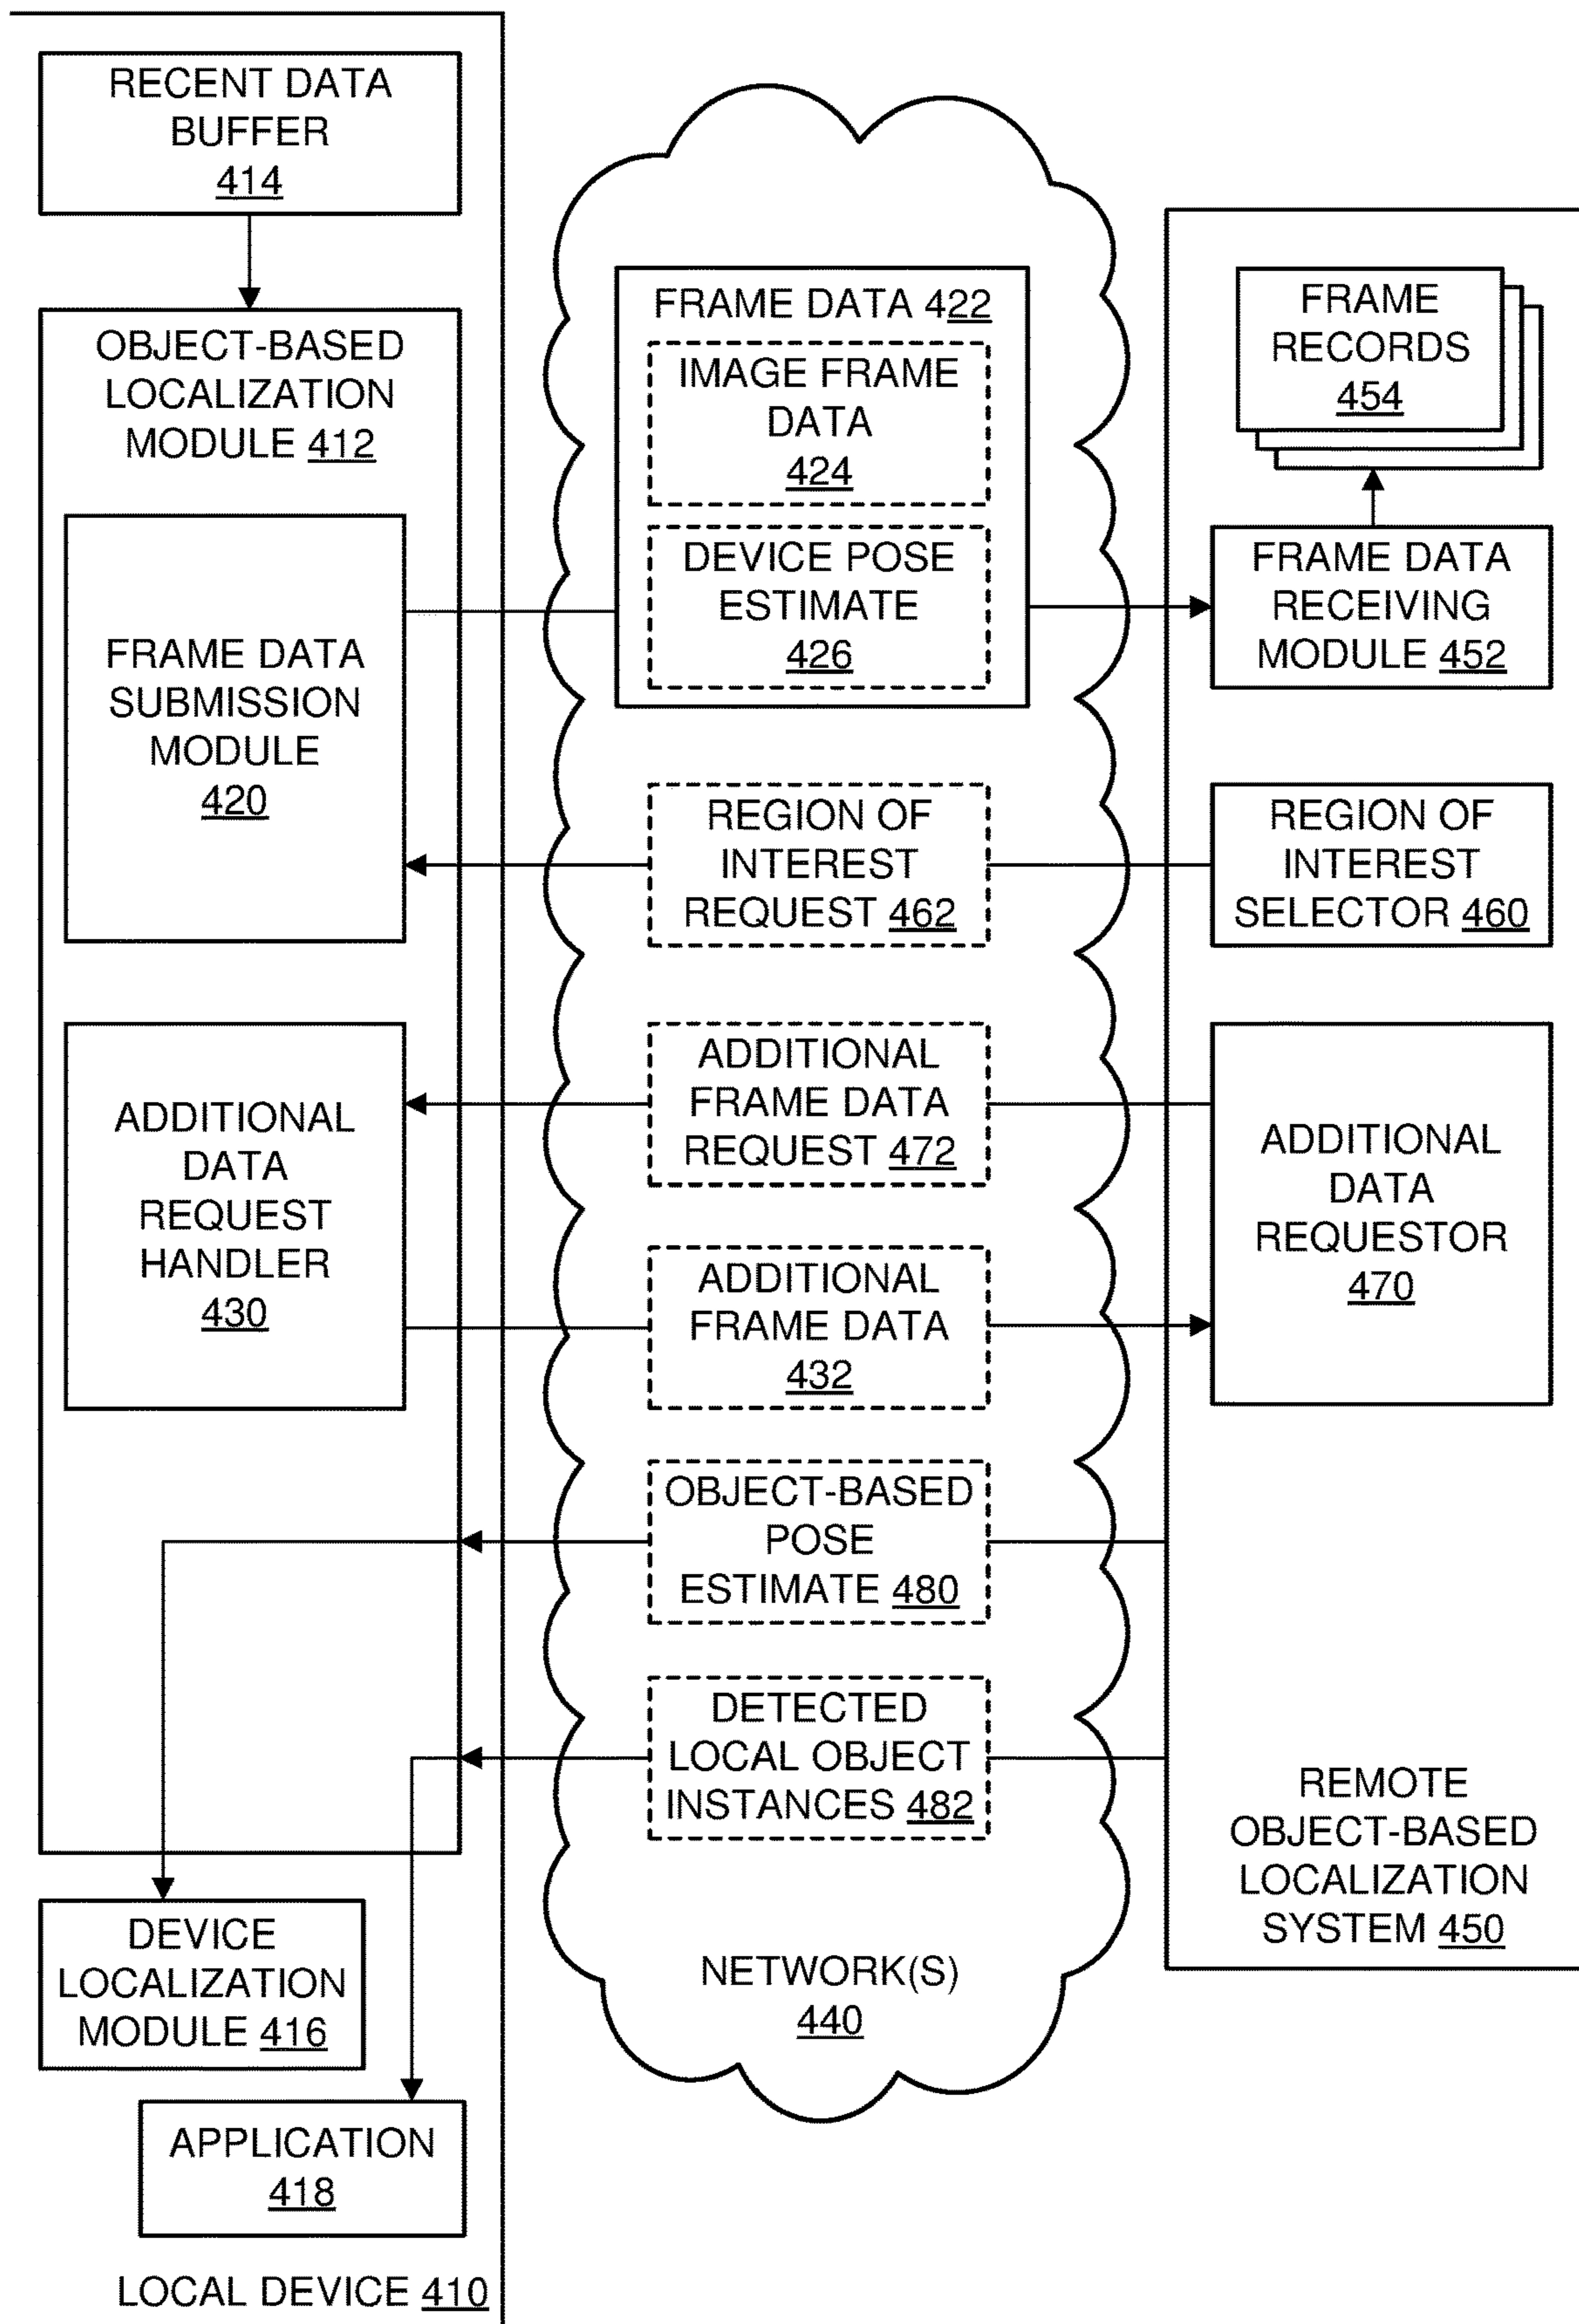 RECENT DATA
BUFFER
414
OBJECT-BASED
LOCALIZATION
MODULE 412
FRAME DATA
SUBMISSION
MODULE
420
ADDITIONAL
DATA
REQUEST
HANDLER
430
DEVICE
LOCALIZATION
MODULE 416
APPLICATION
418
LOCAL DEVICE 410
FRAME DATA 422
IMAGE FRAME
DATA
424
DEVICE POSE
ESTIMATE
426
REGION OF
INTEREST
REQUEST 462
ADDITIONAL
FRAME DATA
REQUEST 472
ADDITIONAL
FRAME DATA
432
OBJECT-BASED
POSE
ESTIMATE 480
DETECTED
LOCAL OBJECT
INSTANCES 482
NETWORK(S)
440
FRAME
RECORDS
454
FRAME DATA
RECEIVING
MODULE 452
REGION OF
INTEREST
SELECTOR 460
ADDITIONAL
DATA
REQUESTOR
470
REMOTE
OBJECT-BASED
LOCALIZATION
SYSTEM 450